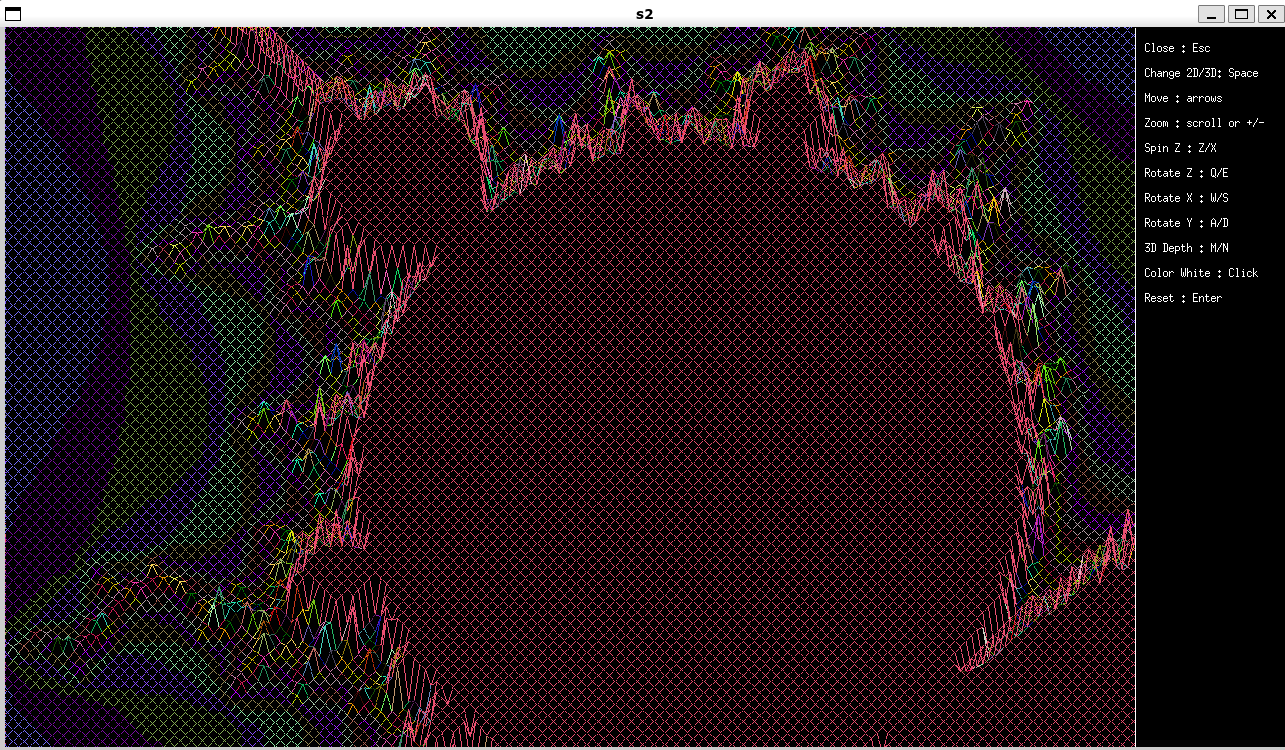 s2
Close : Esc
Change 2D/3D: Space
Move : arrows
Zoom : scroll or +/-
Spin Z : Z/X
Rotate Z : Q/E
Rotate X : W/S
Rotate Y : A/D
3D Depth : M/N
Color White : Click
Reset : Enter